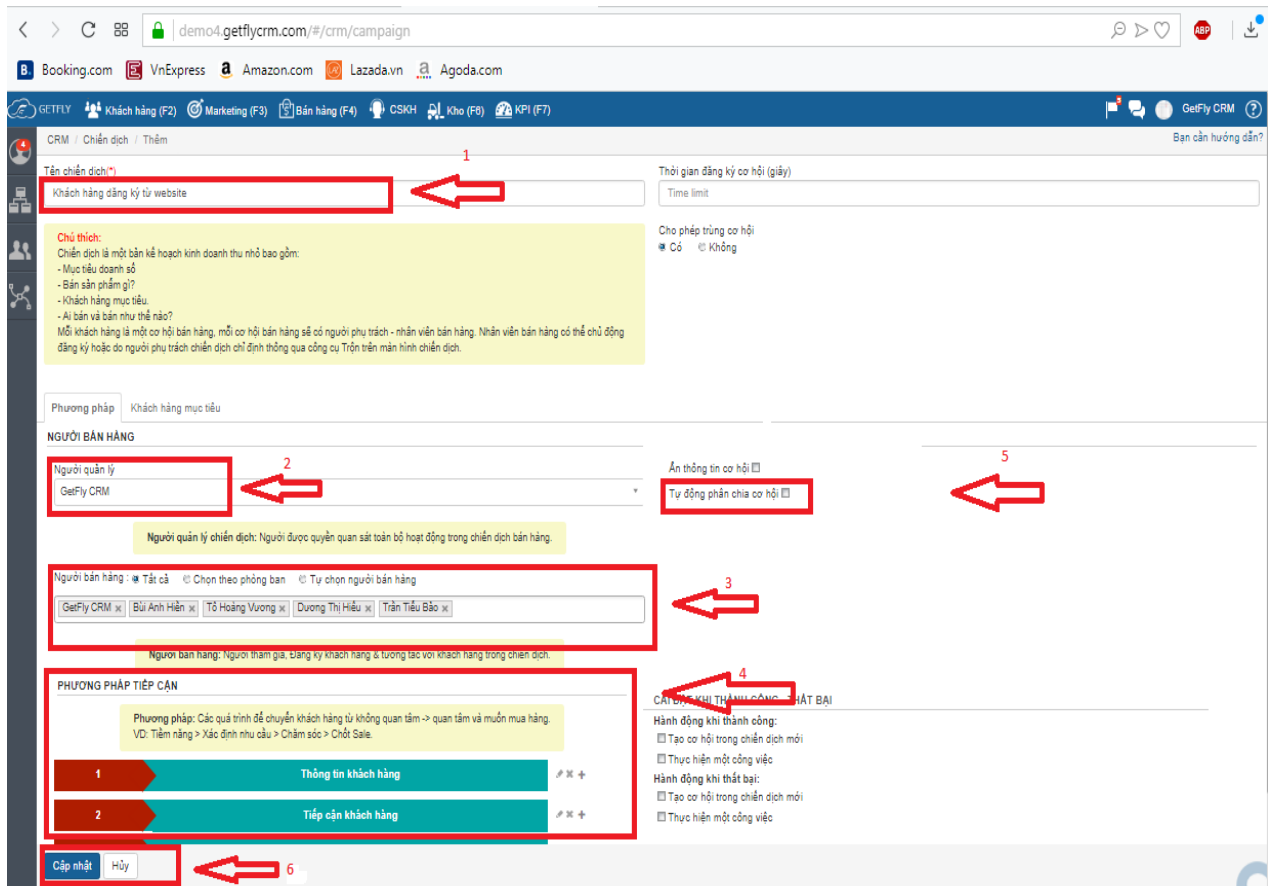 demo4.getflycrm.com/#/crm/campaign
ABP
B. Booking.com VnExpress a Amazon.com Lazada.vn a Agoda.com
GETFLY Khách hàng (F2) Marketing (F3) Bán hàng (F4) CSKH Kho (F6) KPI (F7) GetFly CRM
4
CRM / Chiến dịch / Thêm
Bạn cần hướng dẫn?
1
Tên chiến dịch(*)
Khách hàng đăng ký từ website
Thời gian đăng ký cơ hội (giây)
Time limit
Cho phép trùng cơ hội
Có Không
Chú thích:
Chiến dịch là một bản kế hoạch kinh doanh thu nhỏ bao gồm:
- Mục tiêu doanh số
- Bán sản phẩm gì?
- Khách hàng mục tiêu.
- Ai bán và bán như thế nào?
Mỗi khách hàng là một cơ hội bán hàng, mỗi cơ hội bán hàng sẽ có người phụ trách - nhân viên bán hàng. Nhân viên bán hàng có thể chủ động
đăng ký hoặc do người phụ trách chiến dịch chỉ định thông qua công cụ Trộn trên màn hình chiến dịch.
Phương pháp Khách hàng mục tiêu
NGƯỜI BÁN HÀNG
Người quản lý
GetFly CRM
2
Ẩn thông tin cơ hội
Tự động phân chia cơ hội
5
Người quản lý chiến dịch: Người được quyền quan sát toàn bộ hoạt động trong chiến dịch bán hàng.
Người bán hàng : Tất cả Chọn theo phòng ban Tự chọn người bán hàng
GetFly CRM x Bùi Anh Hiền x Tô Hoàng Vương x Dương Thị Hiếu x Trần Tiểu Bảo x
3
Người bán hàng: Người tham gia, Đăng ký khách hàng & tương tác với khách hàng trong chiến dịch.
PHƯƠNG PHÁP TIẾP CẬN
4
Phương pháp: Các quá trình để chuyển khách hàng từ không quan tâm -> quan tâm và muốn mua hàng.
VD: Tiềm năng > Xác định nhu cầu > Chăm sóc > Chốt Sale.
1 Thông tin khách hàng
2 Tiếp cận khách hàng
CÀI ĐẶT KHI THÀNH CÔNG - THẤT BẠI
Hành động khi thành công:
Tạo cơ hội trong chiến dịch mới
Thực hiện một công việc
Hành động khi thất bại:
Tạo cơ hội trong chiến dịch mới
Thực hiện một công việc
Cập nhật Hủy
6